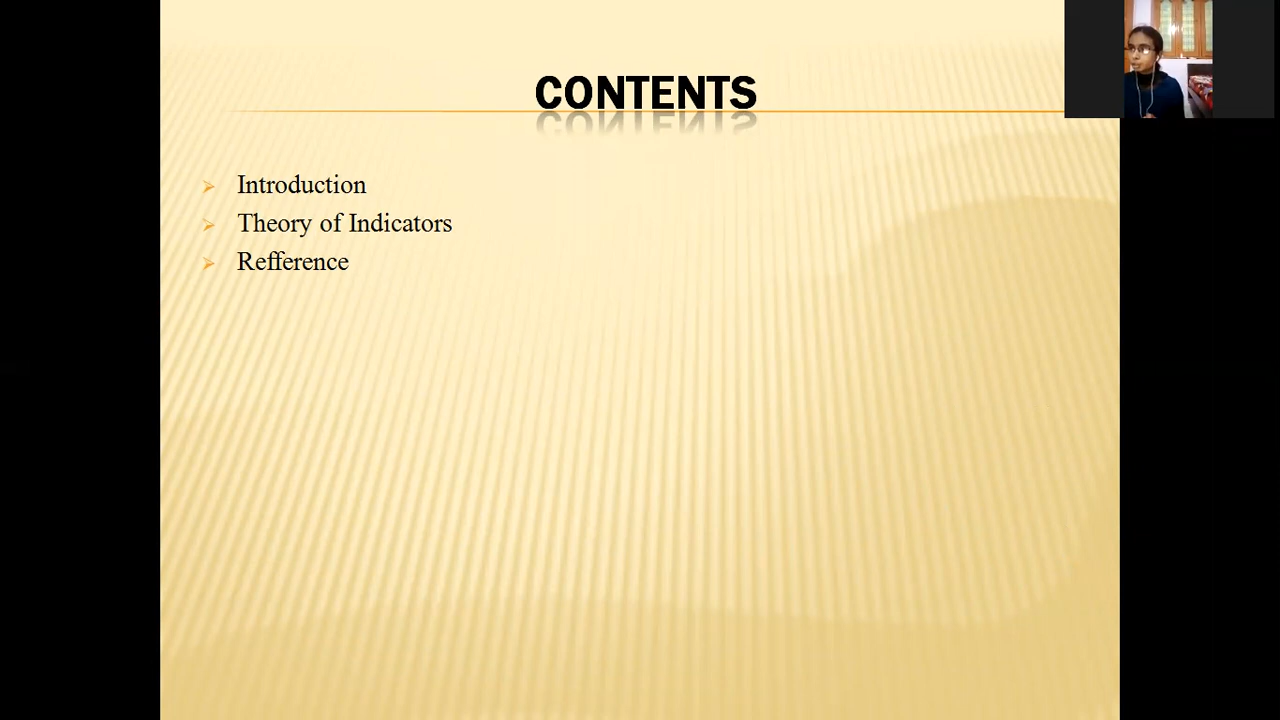 CONTENTS
Introduction
Theory of Indicators
Refference